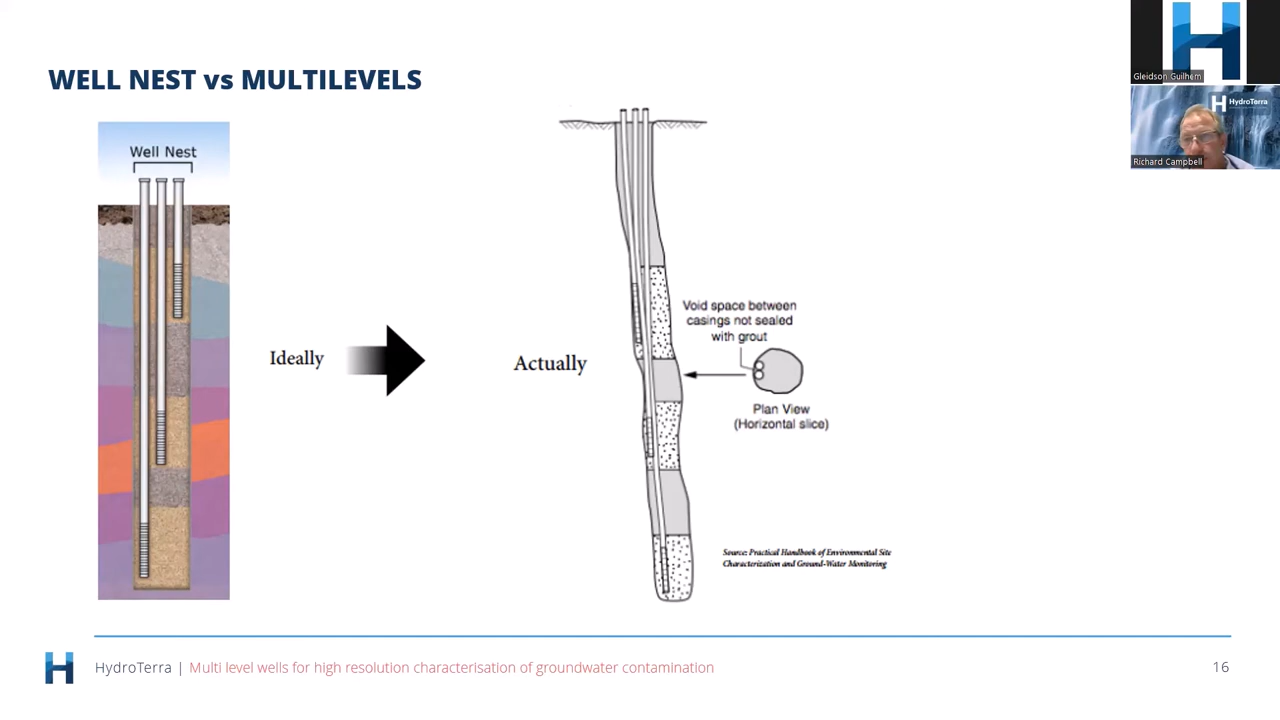 WELL NEST vs MULTILEVELS
Well Nest
Ideally
Actually
Void space between
casings not sealed
with grout
Plan View
(Horizontal slice)
Source: Practical Handbook of Environmental Site
Characterization and Ground-Water Monitoring
Gleidson Guilhem
HydroTerra
Richard Campbell
HydroTerra | Multi level wells for high resolution characterisation of groundwater contamination
16